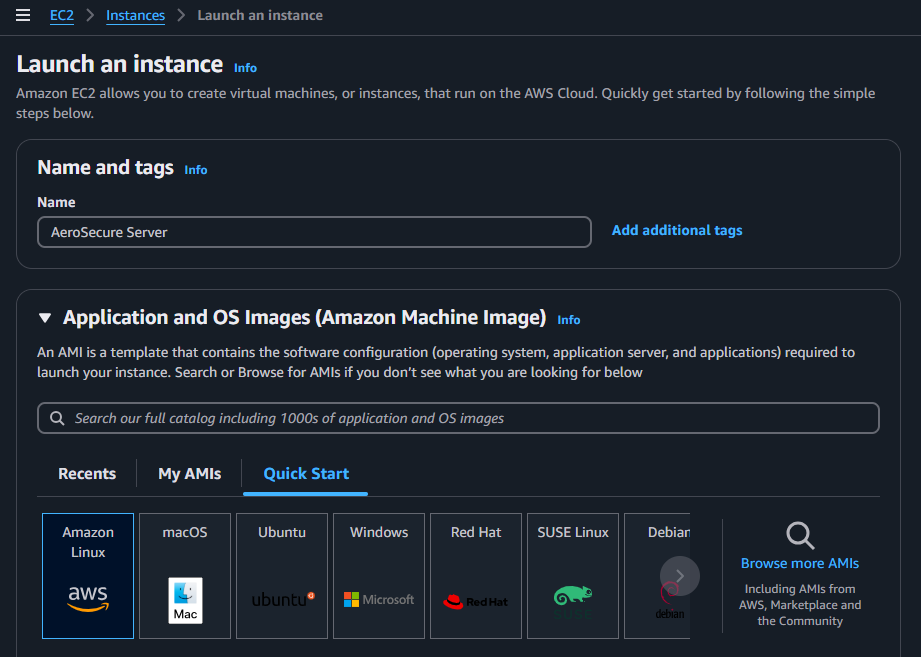 EC2 > Instances > Launch an instance
Launch an instance Info
Amazon EC2 allows you to create virtual machines, or instances, that run on the AWS Cloud. Quickly get started by following the simple
steps below.
Name and tags Info
Name
AeroSecure Server
Add additional tags
Application and OS Images (Amazon Machine Image) Info
An AMI is a template that contains the software configuration (operating system, application server, and applications) required to
launch your instance. Search or Browse for AMIs if you don’t see what you are looking for below
Search our full catalog including 1000s of application and OS images
Recents
My AMIs
Quick Start
Amazon
Linux
aws
macOS
Mac
Ubuntu
ubuntu
Windows
Microsoft
Red Hat
Red Hat
SUSE Linux
Debian
debian
Browse more AMIs
Including AMIs from
AWS, Marketplace and
the Community